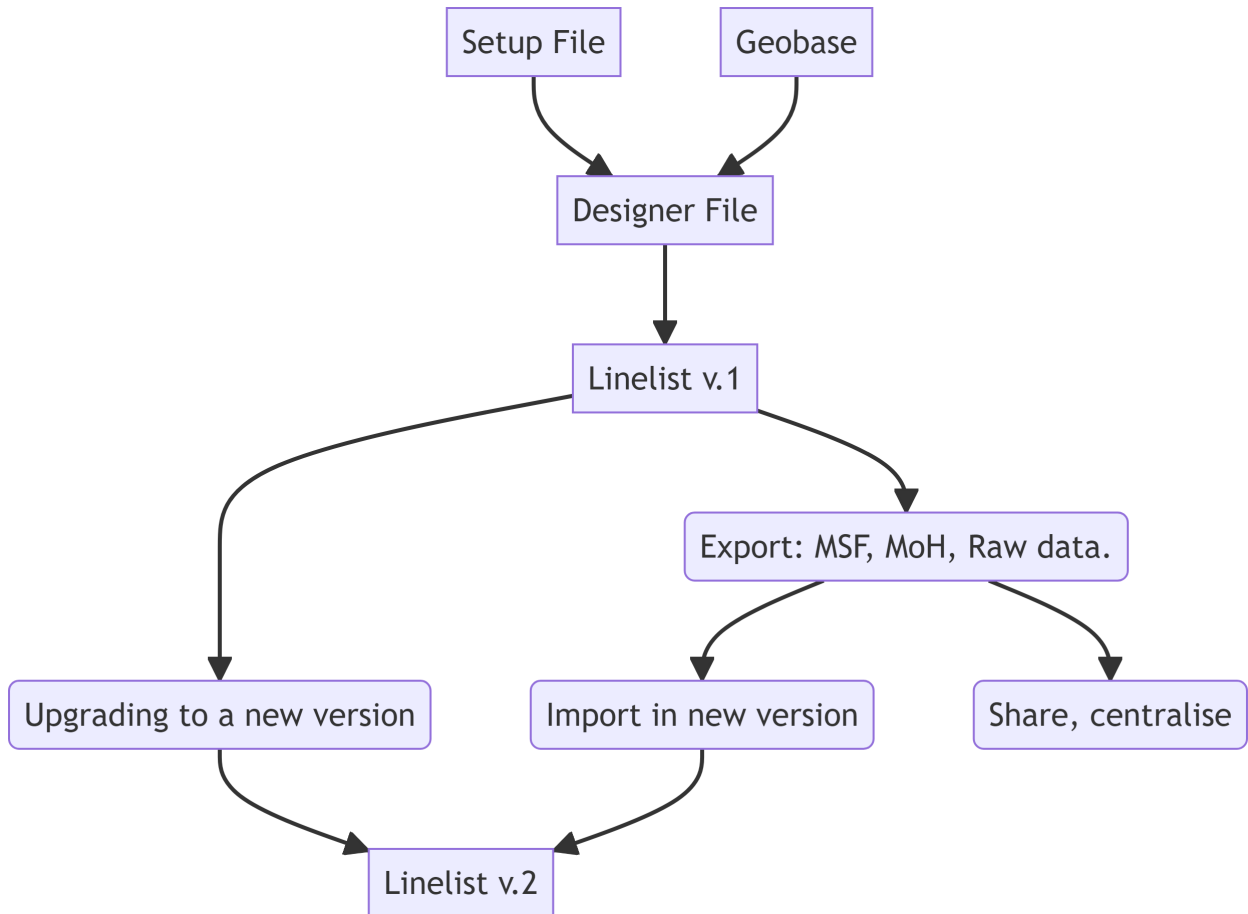 Setup File
Geobase
Designer File
Linelist v.1
Export: MSF, MoH, Raw data.
Upgrading to a new version
Import in new version
Share, centralise
Linelist v.2